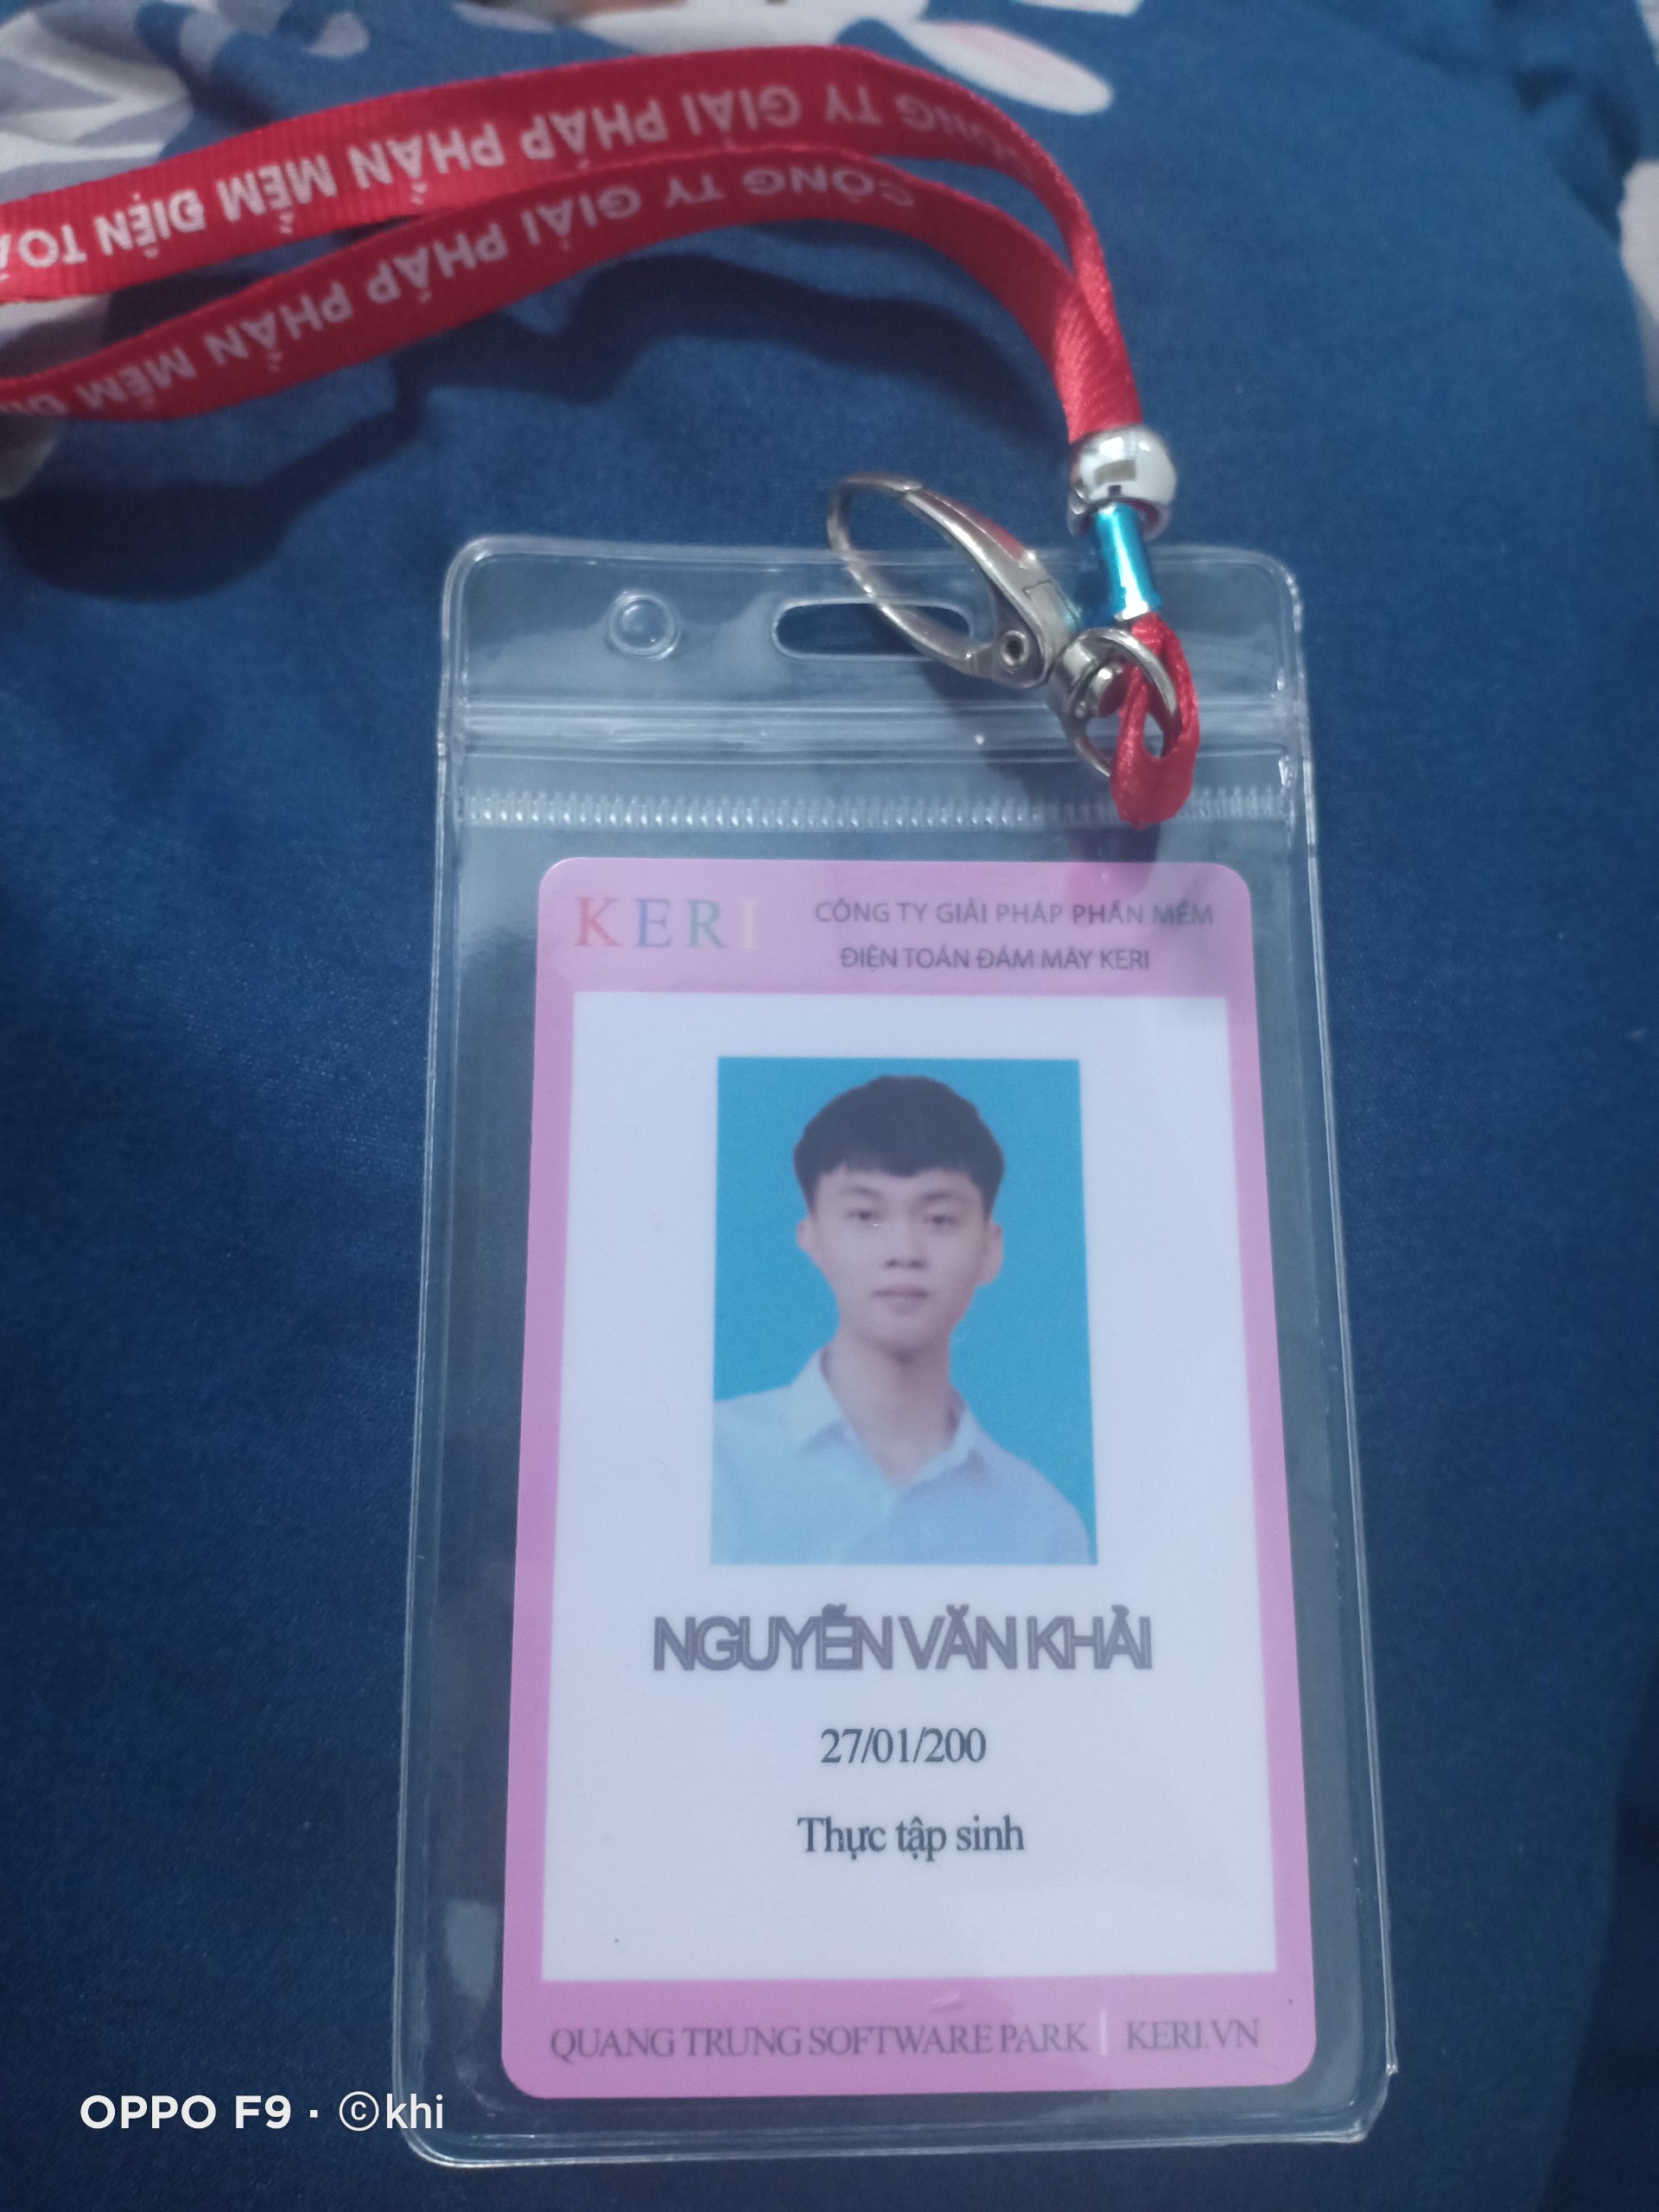 CÔNG TY GIẢI PHÁP PHẦN MỀM ĐIỆN TOÁ
CÔNG TY GIẢI PHÁP PHẦN MỀM
KERI
CÔNG TY GIẢI PHÁP PHẦN MỀM
ĐIỆN TOÁN ĐÁM MÂY KERI
NGUYỄN VĂN KHẢI
27/01/200
Thực tập sinh
QUANG TRUNG SOFTWARE PARK | KERI.VN
OPPO F9 · ©khi